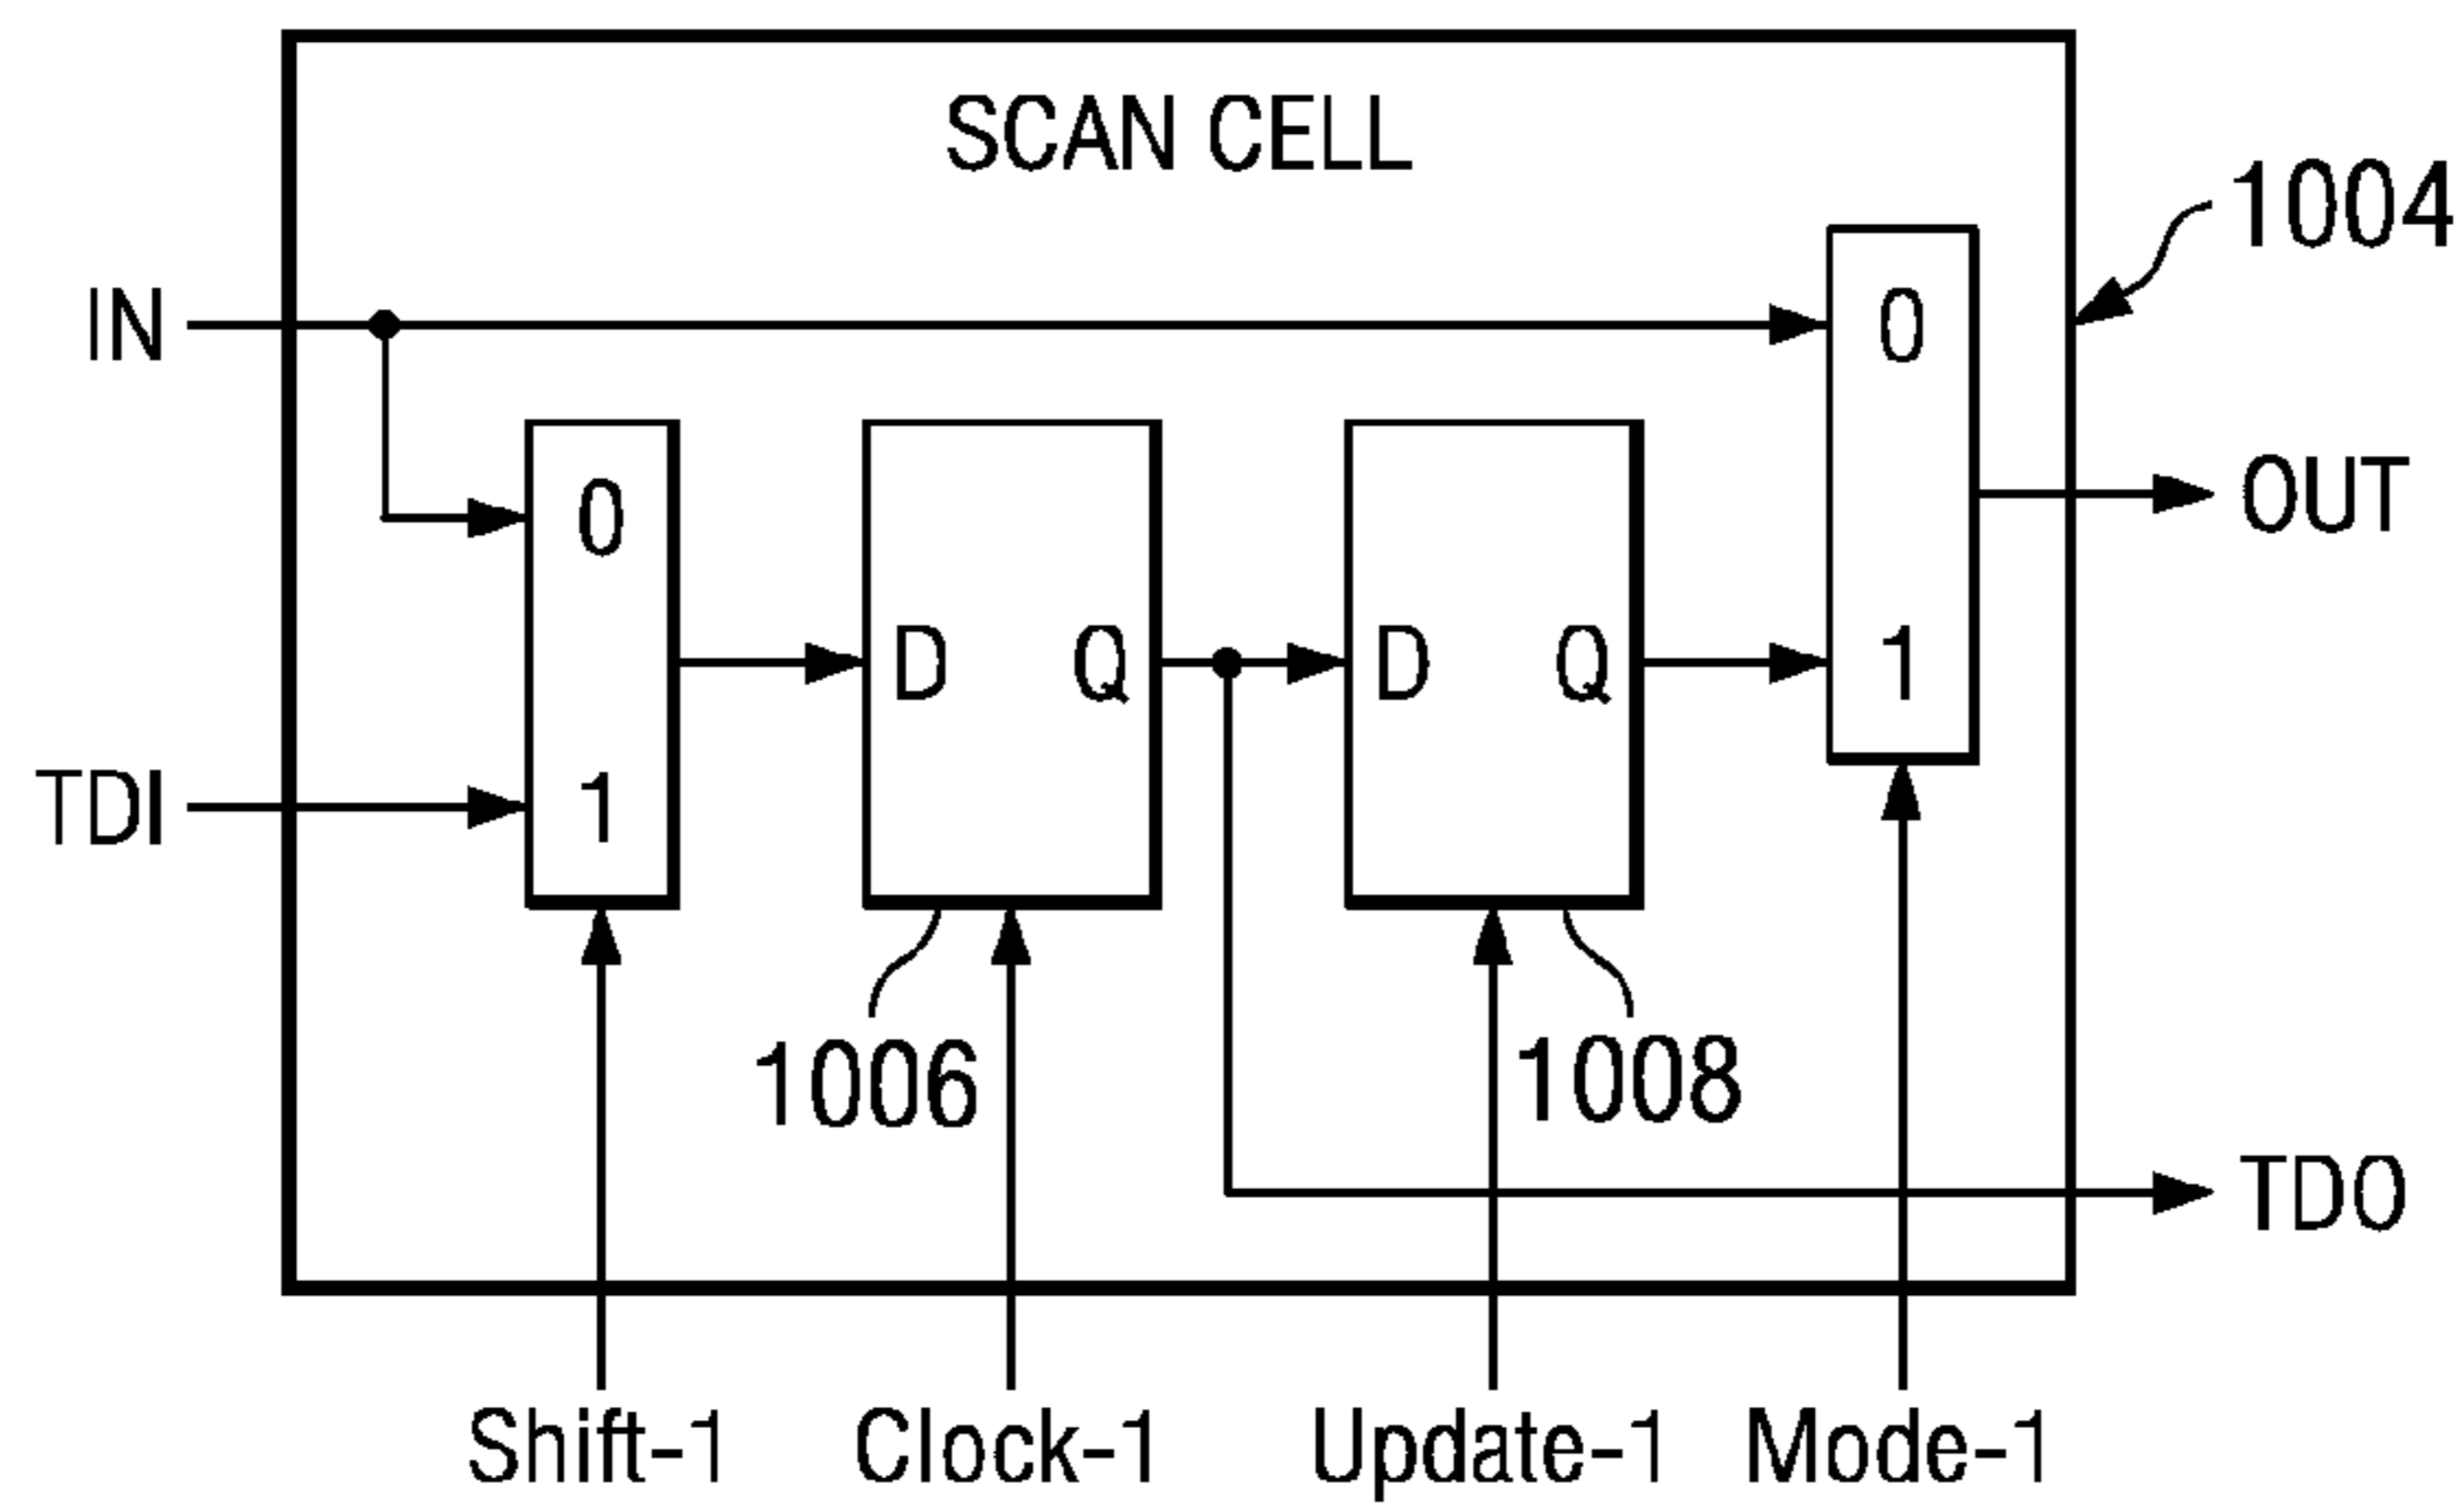 SCAN CELL
1004
IN
0
0
OUT
D Q
D Q
1
TDI
1
1006
1008
TDO
Shift-1
Clock-1
Update-1
Mode-1